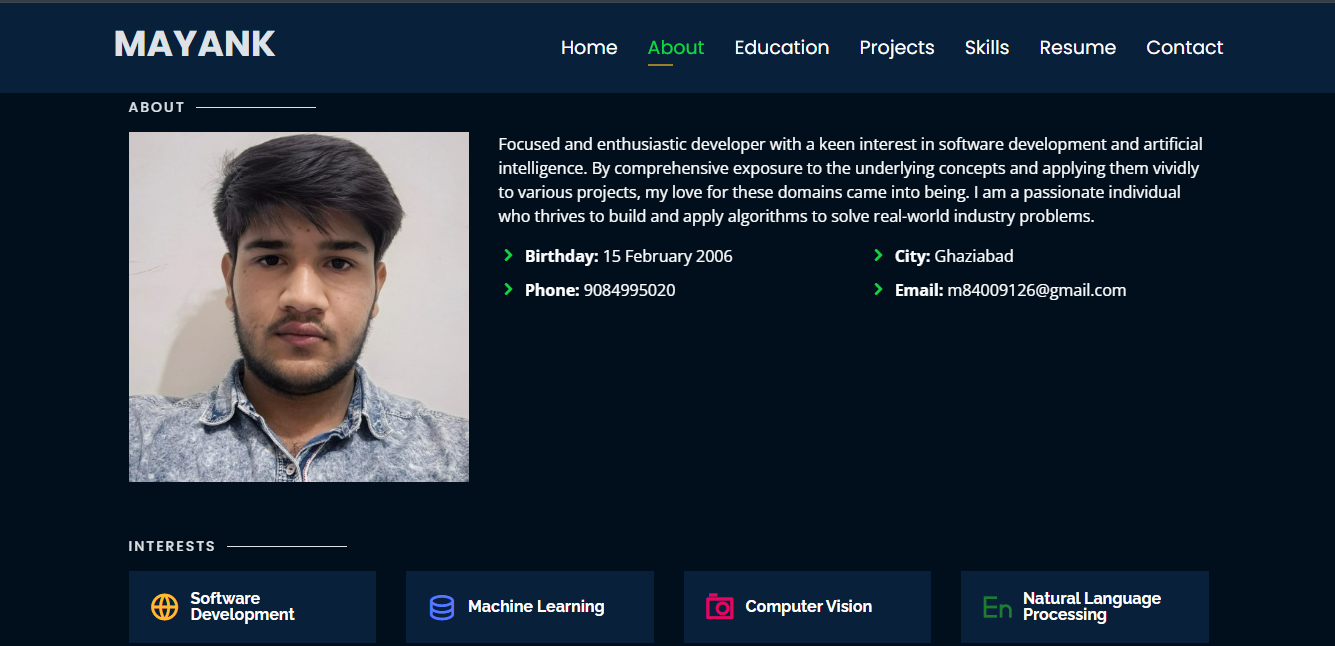 MAYANK
Home About Education Projects Skills Resume Contact
ABOUT
Focused and enthusiastic developer with a keen interest in software development and artificial
intelligence. By comprehensive exposure to the underlying concepts and applying them vividly
to various projects, my love for these domains came into being. I am a passionate individual
who thrives to build and apply algorithms to solve real-world industry problems.
Birthday: 15 February 2006
City: Ghaziabad
Phone: 9084995020
Email: m84009126@gmail.com
INTERESTS
Software
Development
Machine Learning
Computer Vision
En
Natural Language
Processing